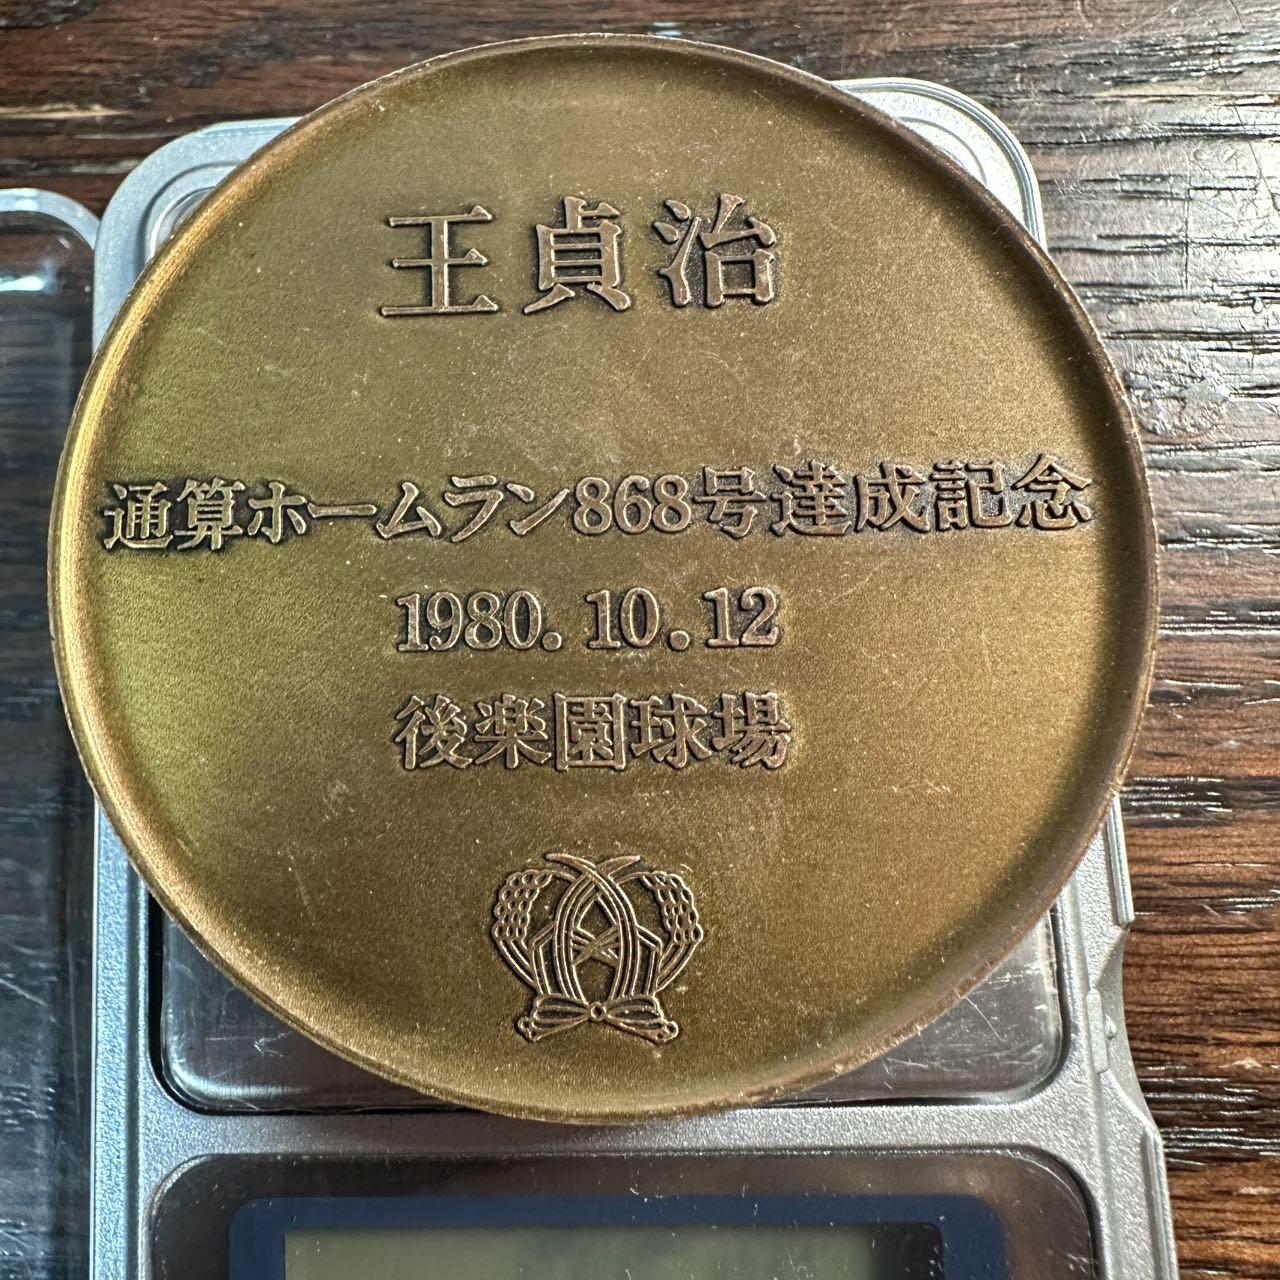 王貞治
通算ホームラン868号達成記念
1980.10.12
後楽園球場